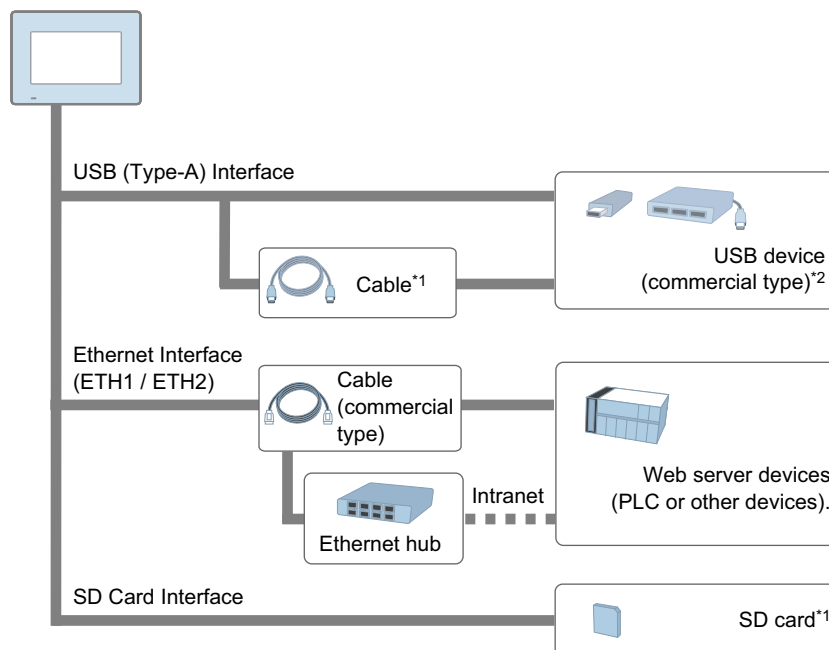 USB (Type-A) Interface
USB device
(commercial type)*2
Cable*1
Ethernet Interface
(ETH1 / ETH2)
Cable
(commercial
type)
Web server devices
(PLC or other devices).
Intranet
Ethernet hub
SD Card Interface
SD card*1